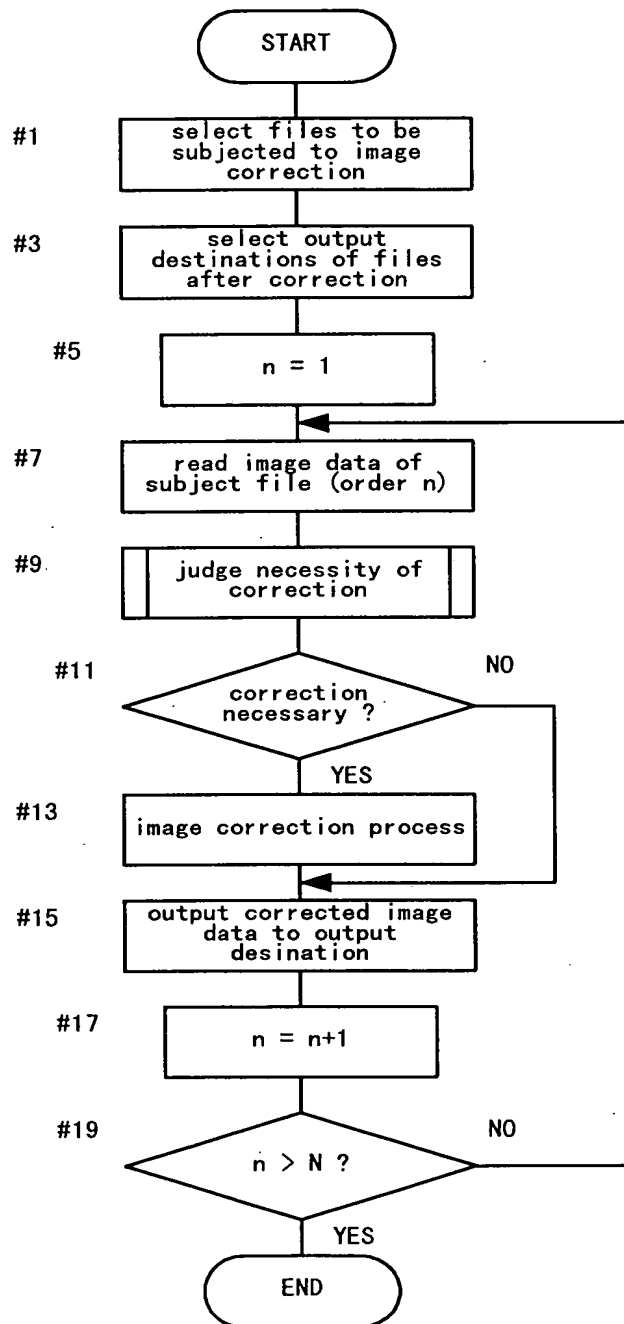 START
#1
select files to be
subjected to image
correction
#3
select output
destinations of files
after correction
#5
n = 1
#7
read image data of
subject file (order n)
#9
judge necessity of
correction
#11
NO
correction
necessary ?
YES
#13
image correction process
#15
output corrected image
data to output
desination
#17
n = n+1
#19
NO
n > N ?
YES
END